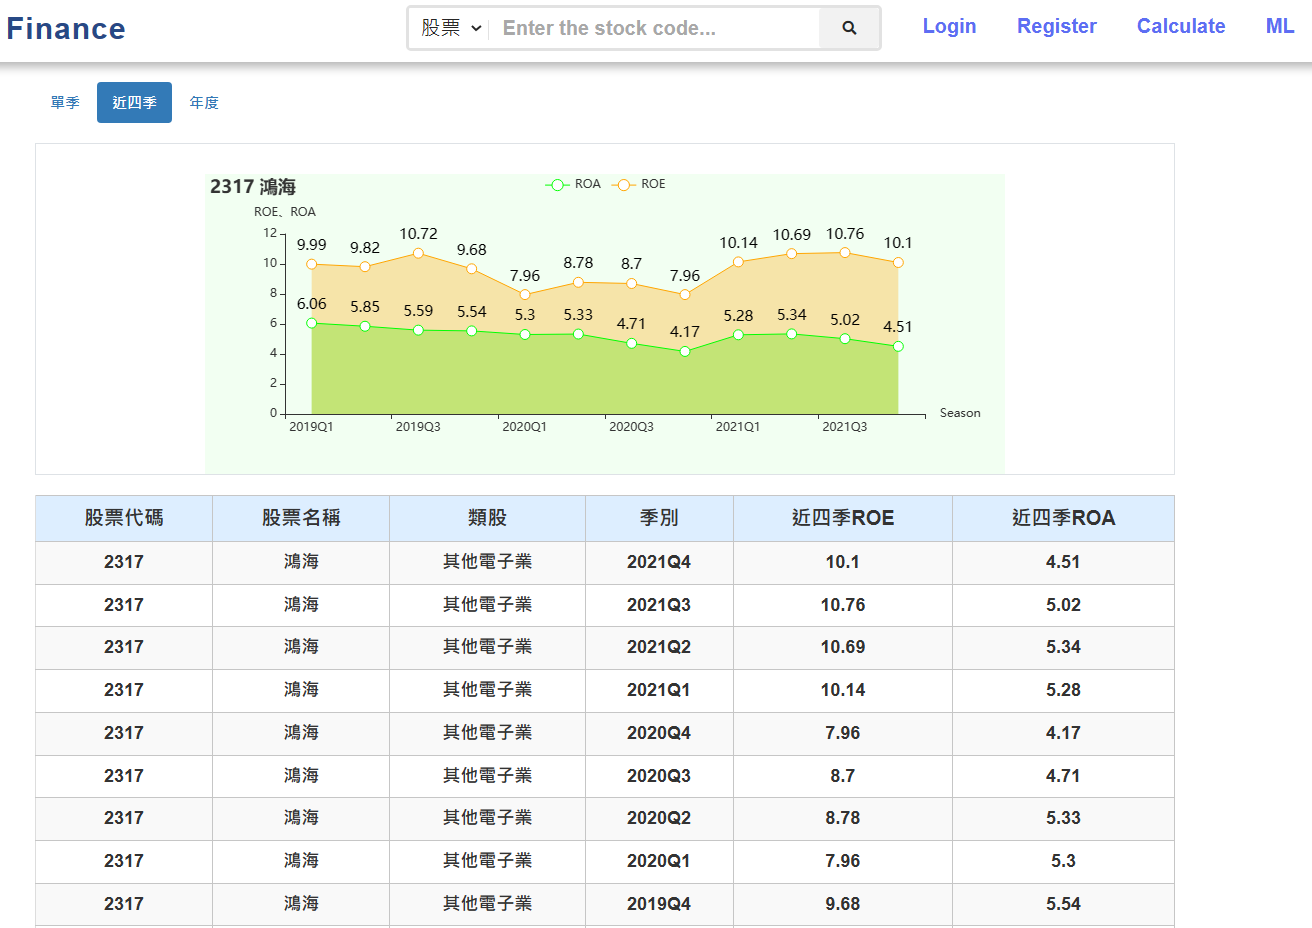 Finance
股票 Enter the stock code...
Login Register Calculate ML
單季 近四季 年度
2317 鴻海
ROA ROE
ROE、ROA
12
10
8
6
4
2
0
9.99 9.82 10.72 9.68 7.96 8.78 8.7 7.96 10.14 10.69 10.76 10.1
6.06 5.85 5.59 5.54 5.3 5.33 4.71 4.17 5.28 5.34 5.02 4.51
2019Q1 2019Q3 2020Q1 2020Q3 2021Q1 2021Q3
Season
股票代碼 股票名稱 類股 季別 近四季ROE 近四季ROA
2317 鴻海 其他電子業 2021Q4 10.1 4.51
2317 鴻海 其他電子業 2021Q3 10.76 5.02
2317 鴻海 其他電子業 2021Q2 10.69 5.34
2317 鴻海 其他電子業 2021Q1 10.14 5.28
2317 鴻海 其他電子業 2020Q4 7.96 4.17
2317 鴻海 其他電子業 2020Q3 8.7 4.71
2317 鴻海 其他電子業 2020Q2 8.78 5.33
2317 鴻海 其他電子業 2020Q1 7.96 5.3
2317 鴻海 其他電子業 2019Q4 9.68 5.54